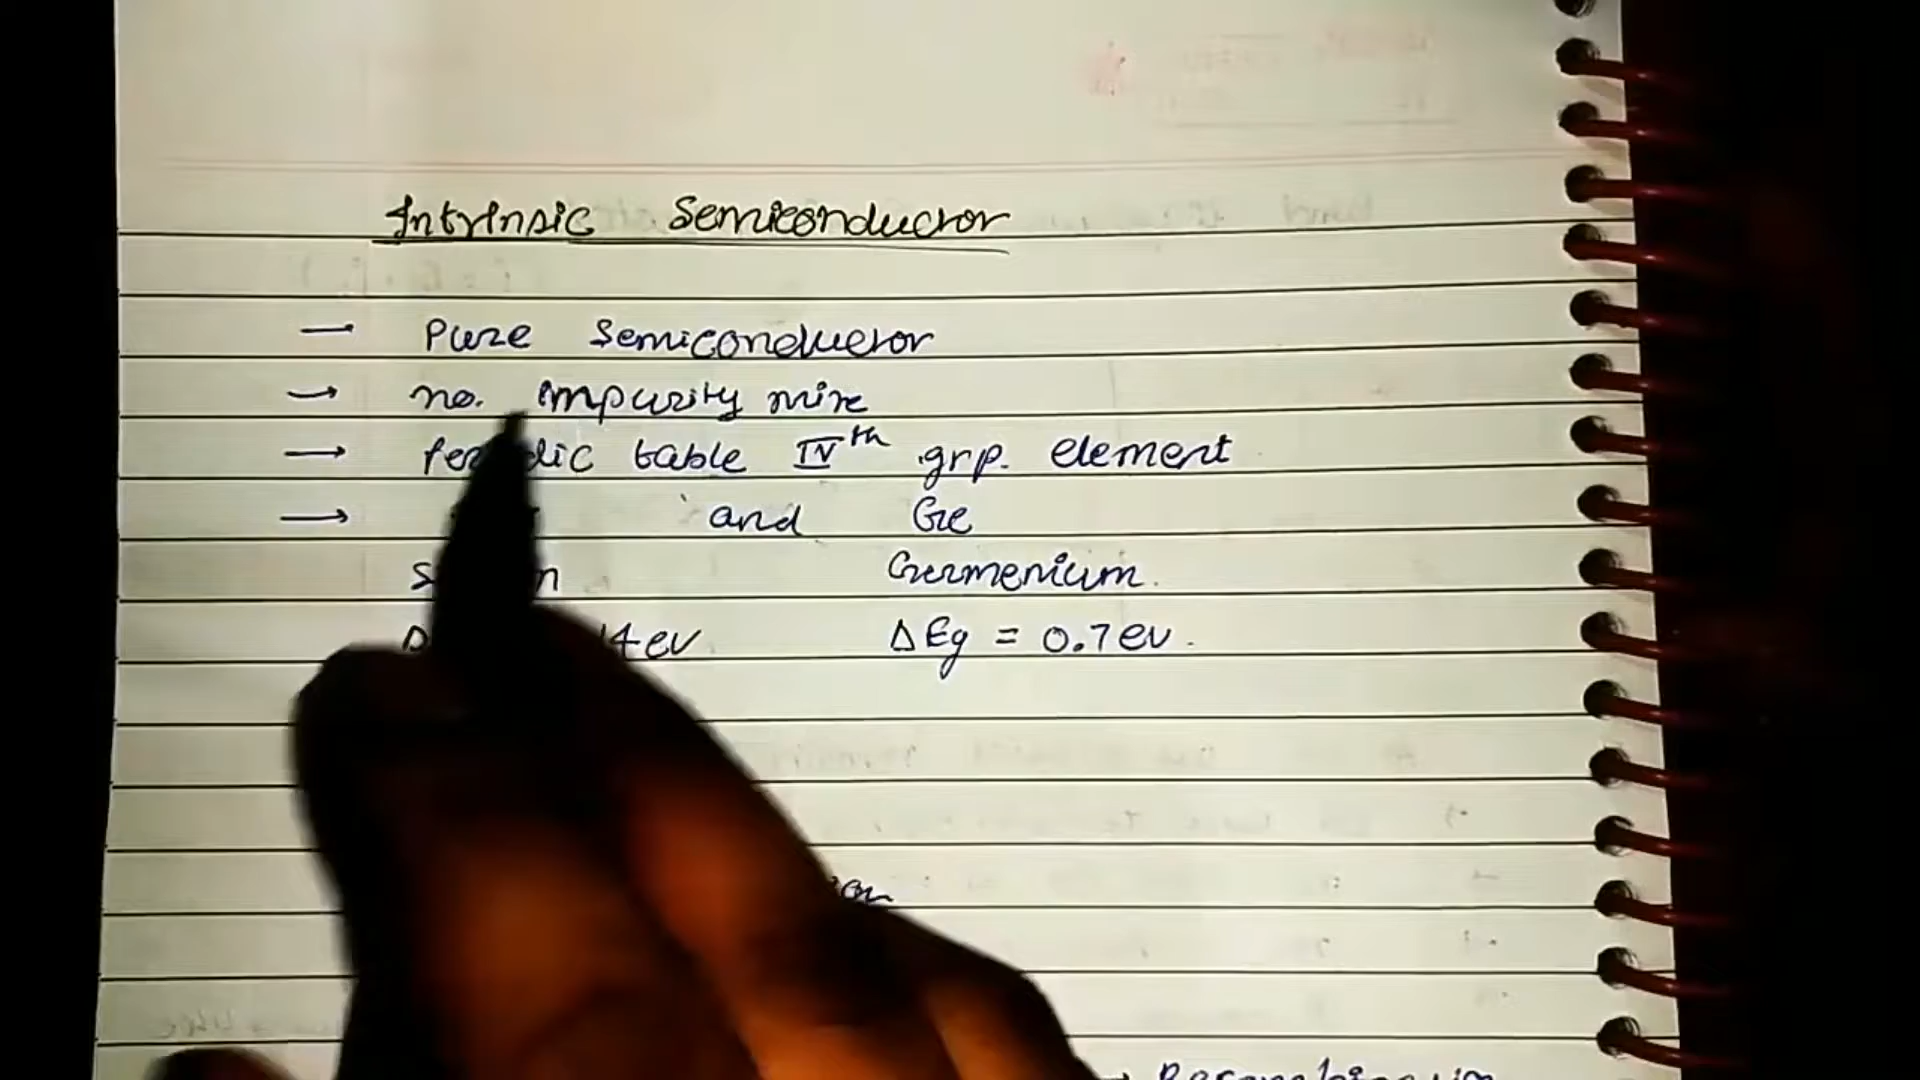 Intrinsic Semiconductor
— Pure Semiconductor
→ no. impurity mix
→ table IVth grp. element
→ and Ge
Germenium.
4ev ΔEg = 0.7ev.